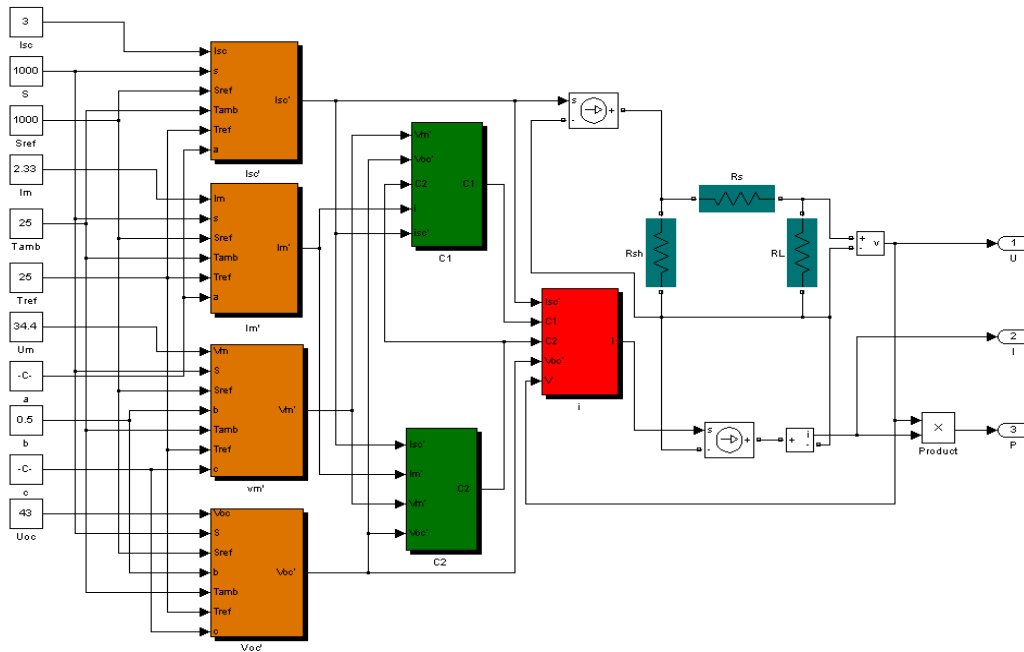 3
Isc
1000
S
1000
Sref
2.33
Im
25
Tamb
25
Tref
34.4
Um
-C-
a
0.5
b
-C-
c
43
Uoc
Isc
s
Sref
Tamb
Tref
a
Isc'
Isc'
Im
s
Sref
Tamb
Tref
a
Im'
Im'
Vm
S
Sref
b
Tamb
Tref
c
Vm'
vm'
Voc
S
Sref
b
Tamb
Tref
c
Voc'
Voc'
Vm'
Voc'
C2
i
isc'
C1
C1
Isc'
Im'
Vm'
Voc'
C2
C2
Isc'
C1
C2
Voc'
V
I
i
s
-
+
Rs
Rsh
RL
+
-
v
s
-
+
+
i
-
×
Product
1
U
2
I
3
P